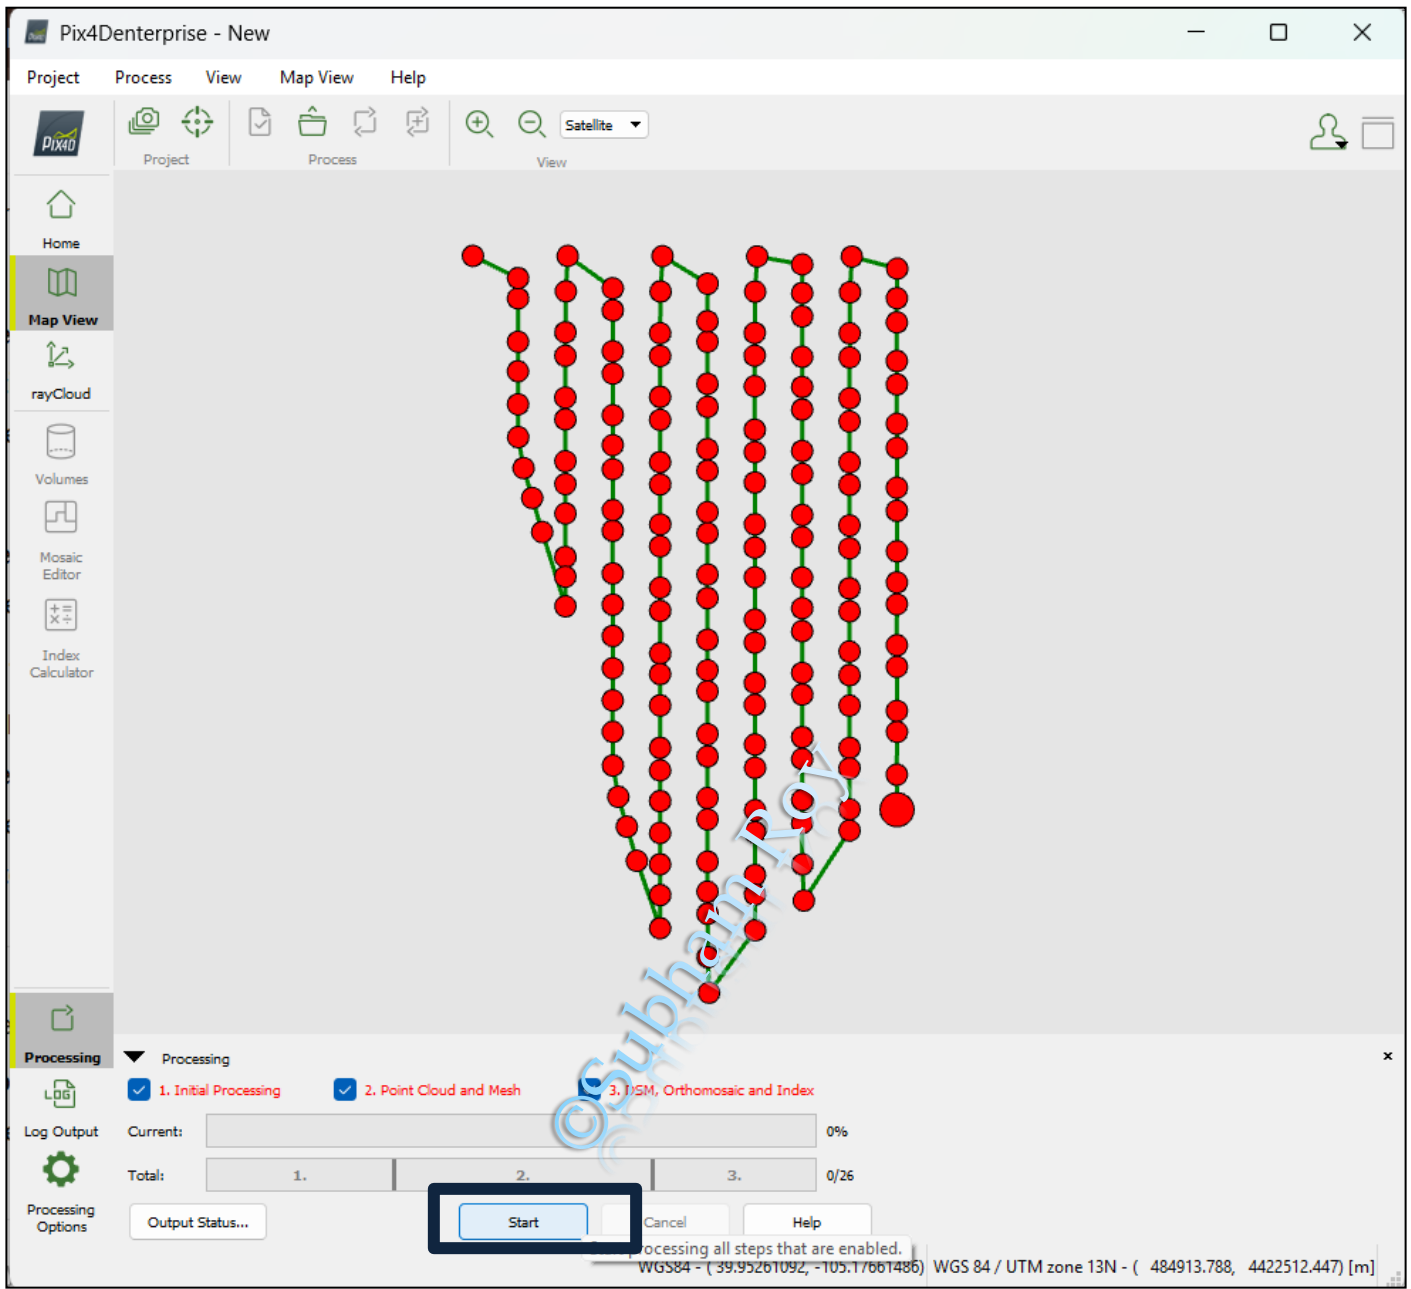 Pix4Denterprise - New
Project Process View Map View Help
PIX4D
Satellite
Project Process View
Home
Map View
rayCloud
Volumes
Mosaic
Editor
Index
Calculator
Processing
Log Output
Processing
Options
LOG
Processing
1. Initial Processing 2. Point Cloud and Mesh 3. DSM, Orthomosaic and Index
Current: 0%
Total: 1. 2. 3. 0/26
Output Status... Start Cancel Help
processing all steps that are enabled.
WGS84 - ( 39.95261092, -105.17661486) WGS 84 / UTM zone 13N - ( 484913.788, 4422512.447) [m]
©Subham Roy